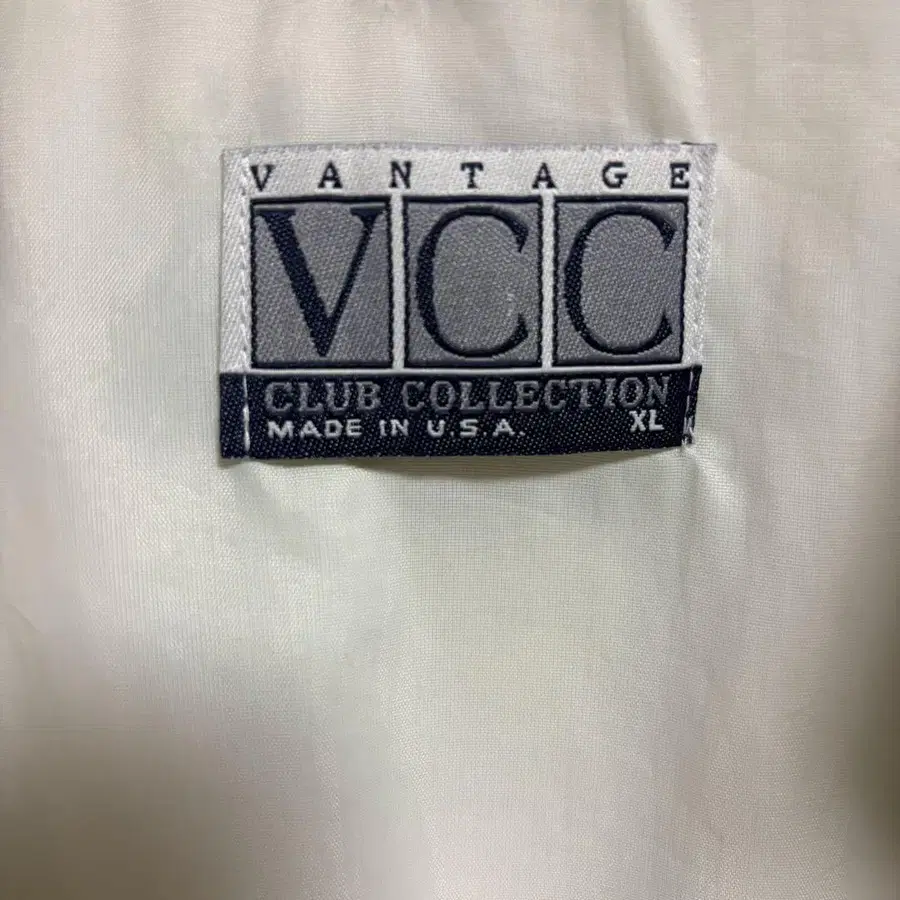 VANTAGE
VCC
CLUB COLLECTION
MADE IN U.S.A. XL